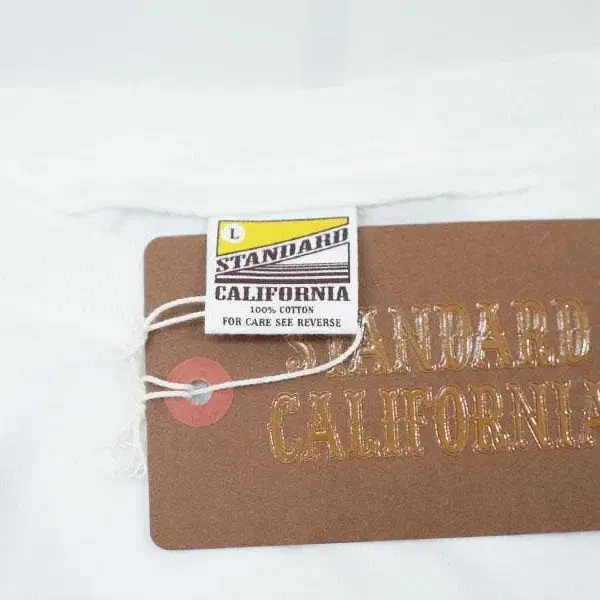 L
STANDARD
CALIFORNIA
100% COTTON
FOR CARE SEE REVERSE
STANDARD
CALIFORNIA